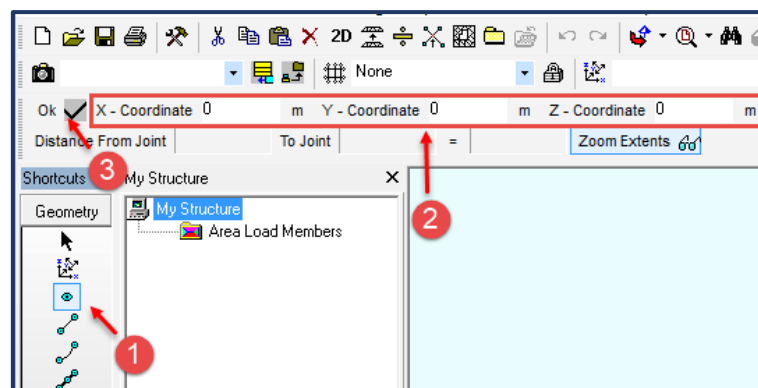 2D
None
Ok X - Coordinate 0 m Y - Coordinate 0 m Z - Coordinate 0 m
Distance From Joint To Joint = Zoom Extents
Shortcuts 3 My Structure
2
Geometry My Structure
Area Load Members
1